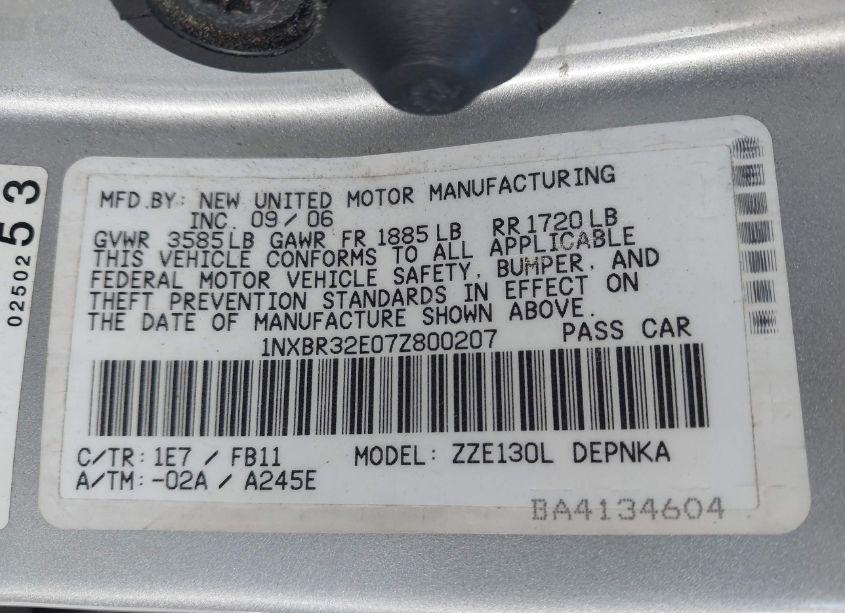 MFD.BY: NEW UNITED MOTOR MANUFACTURING
INC. 09/06
GVWR 3585LB GAWR FR 1885LB RR1720LB
THIS VEHICLE CONFORMS TO ALL APPLICABLE
FEDERAL MOTOR VEHICLE SAFETY, BUMPER, AND
THEFT PREVENTION STANDARDS IN EFFECT ON
THE DATE OF MANUFACTURE SHOWN ABOVE.
1NXBR32E07Z800207 PASS CAR
C/TR: 1E7 / FB11 MODEL: ZZE130L DEPNKA
A/TM: -02A / A245E
BA4134604
53
02502